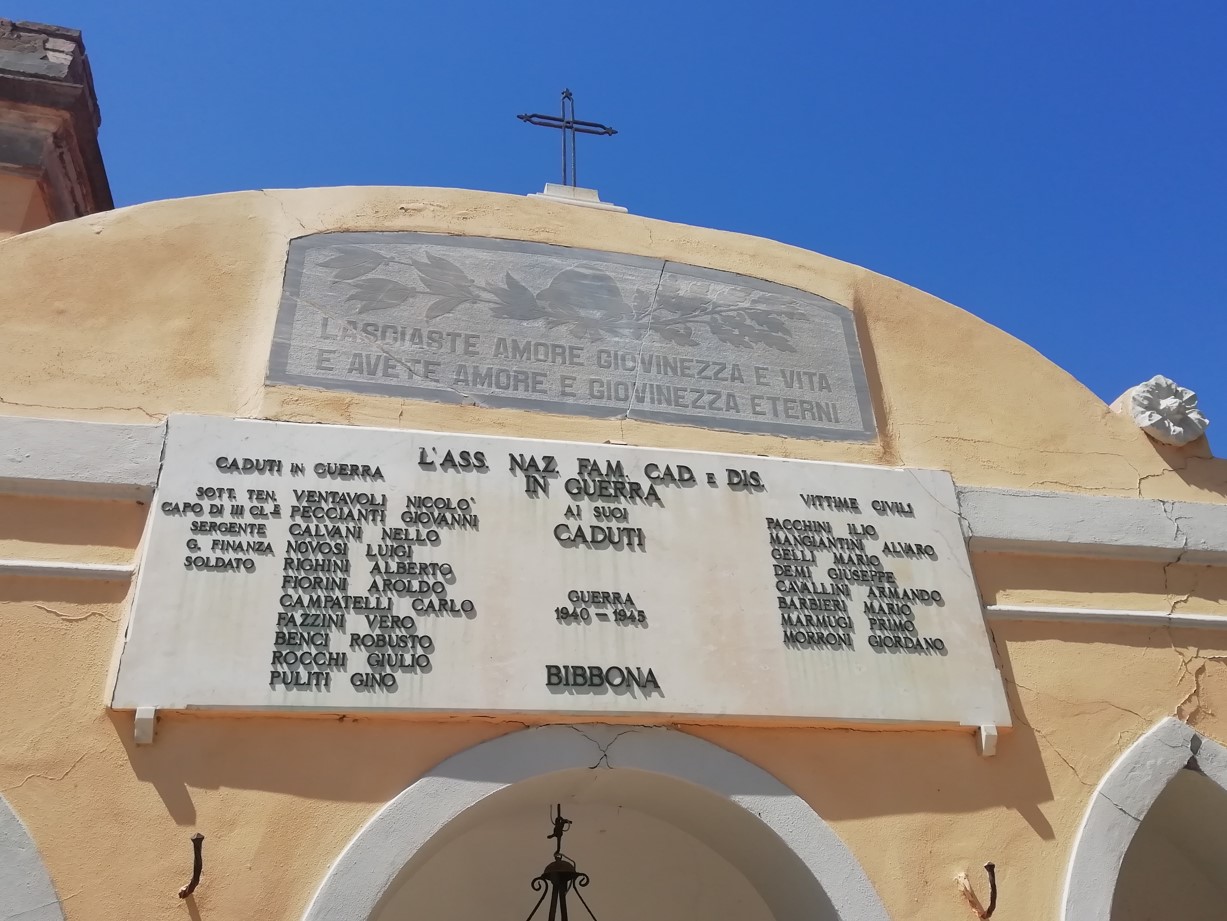 LASCIASTE AMORE GIOVINEZZA E VITA
E AVETE AMORE E GIOVINEZZA ETERNI
L'ASS. NAZ. FAM. CAD. E DIS.
IN GUERRA
AI SUOI
CADUTI
GUERRA
1940-1945
BIBBONA
CADUTI IN GUERRA
SOTT. TEN. VENTAVOLI NICOLO'
CAPO DI III CL.E PECCIANTI GIOVANNI
SERGENTE CALVANI NELLO
G. FINANZA NOVOSI LUIGI
SOLDATO RIGHINI ALBERTO
FIORINI AROLDO
CAMPATELLI CARLO
FAZZINI VERO
BENCI ROBUSTO
ROCCHI GIULIO
PULITI GINO
VITTIME CIVILI
PACCHINI ILIO
MANGIANTINI ALVARO
GELLI MARIO
DEMI GIUSEPPE
CAVALLINI ARMANDO
BARBIERI MARIO
MARMUGI PRIMO
MORRONI GIORDANO